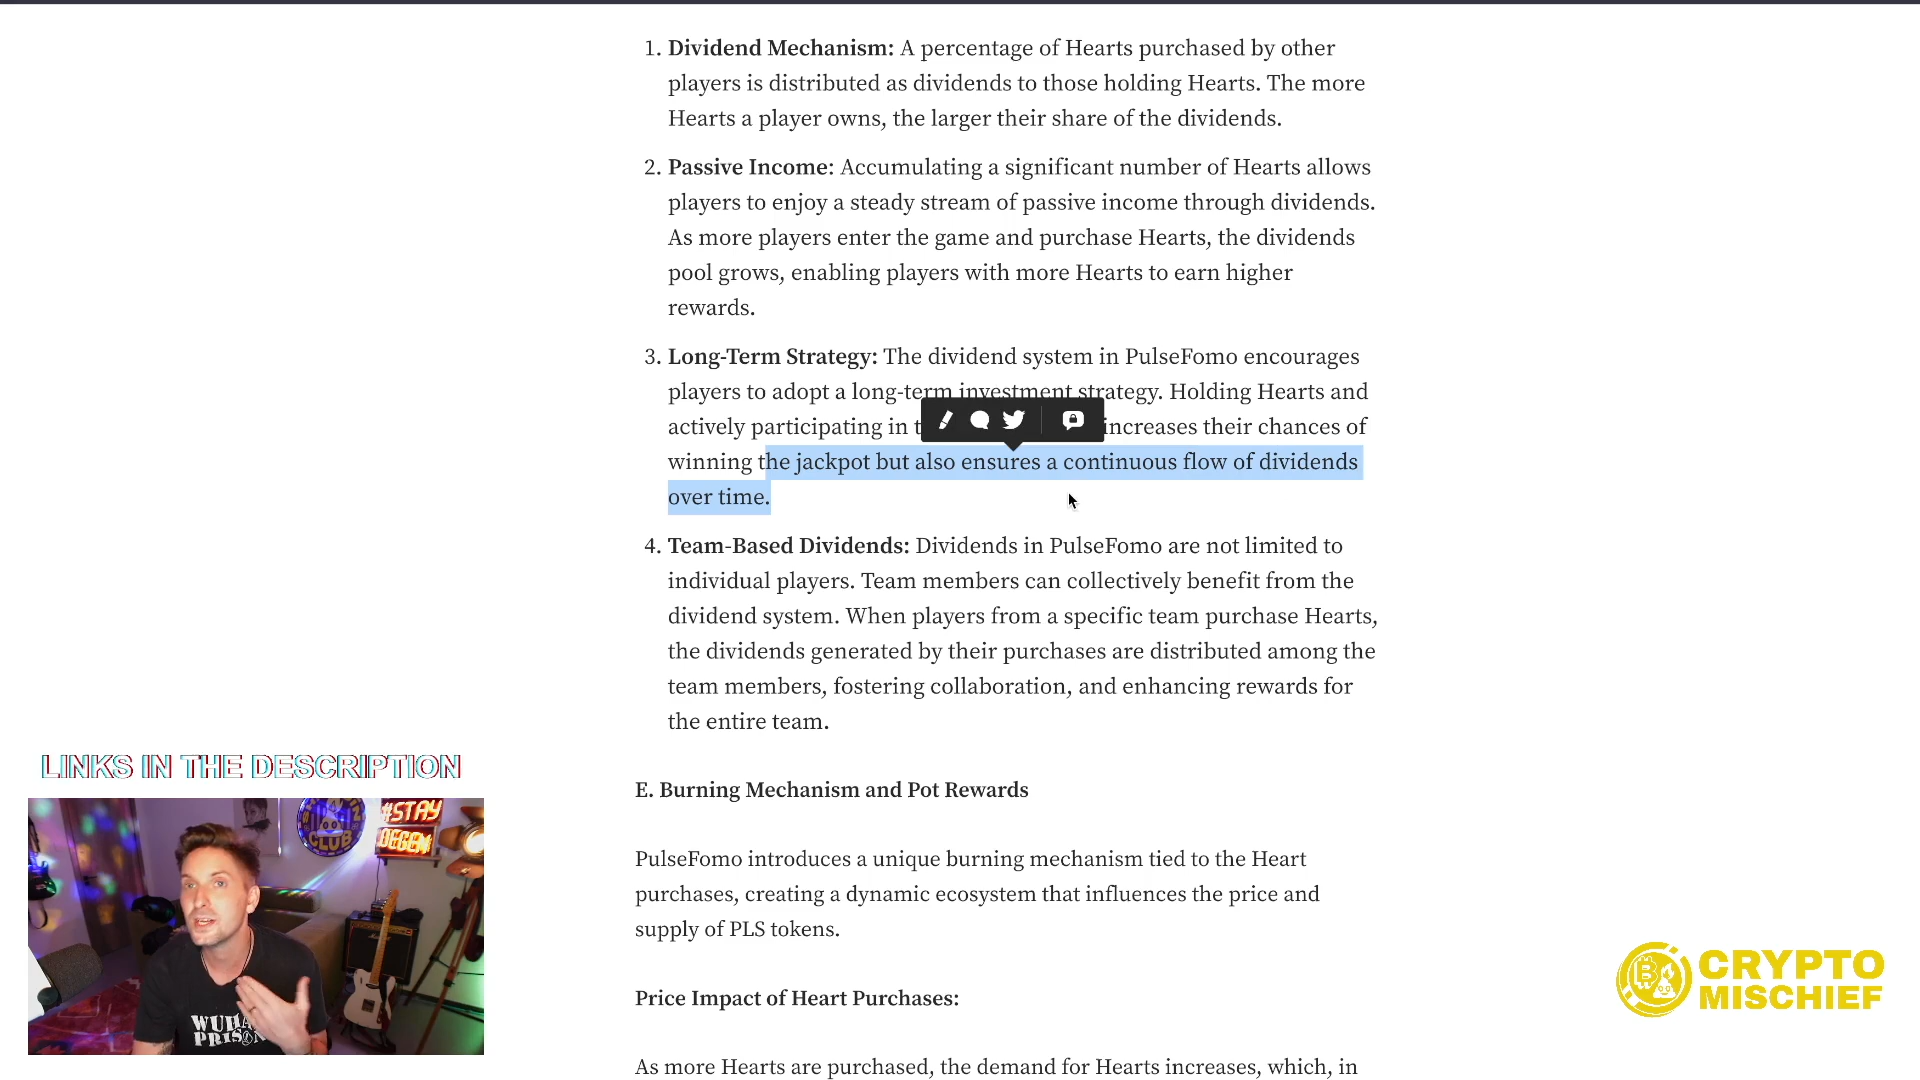 1. Dividend Mechanism: A percentage of Hearts purchased by other
players is distributed as dividends to those holding Hearts. The more
Hearts a player owns, the larger their share of the dividends.
2. Passive Income: Accumulating a significant number of Hearts allows
players to enjoy a steady stream of passive income through dividends.
As more players enter the game and purchase Hearts, the dividends
pool grows, enabling players with more Hearts to earn higher
rewards.
3. Long-Term Strategy: The dividend system in PulseFomo encourages
players to adopt a long-term investment strategy. Holding Hearts and
actively participating in increases their chances of
winning the jackpot but also ensures a continuous flow of dividends
over time.
4. Team-Based Dividends: Dividends in PulseFomo are not limited to
individual players. Team members can collectively benefit from the
dividend system. When players from a specific team purchase Hearts,
the dividends generated by their purchases are distributed among the
team members, fostering collaboration, and enhancing rewards for
the entire team.
E. Burning Mechanism and Pot Rewards
PulseFomo introduces a unique burning mechanism tied to the Heart
purchases, creating a dynamic ecosystem that influences the price and
supply of PLS tokens.
Price Impact of Heart Purchases:
As more Hearts are purchased, the demand for Hearts increases, which, in
LINKS IN THE DESCRIPTION
CLUB
#STAY
DEGEN
CRYPTO
MISCHIEF